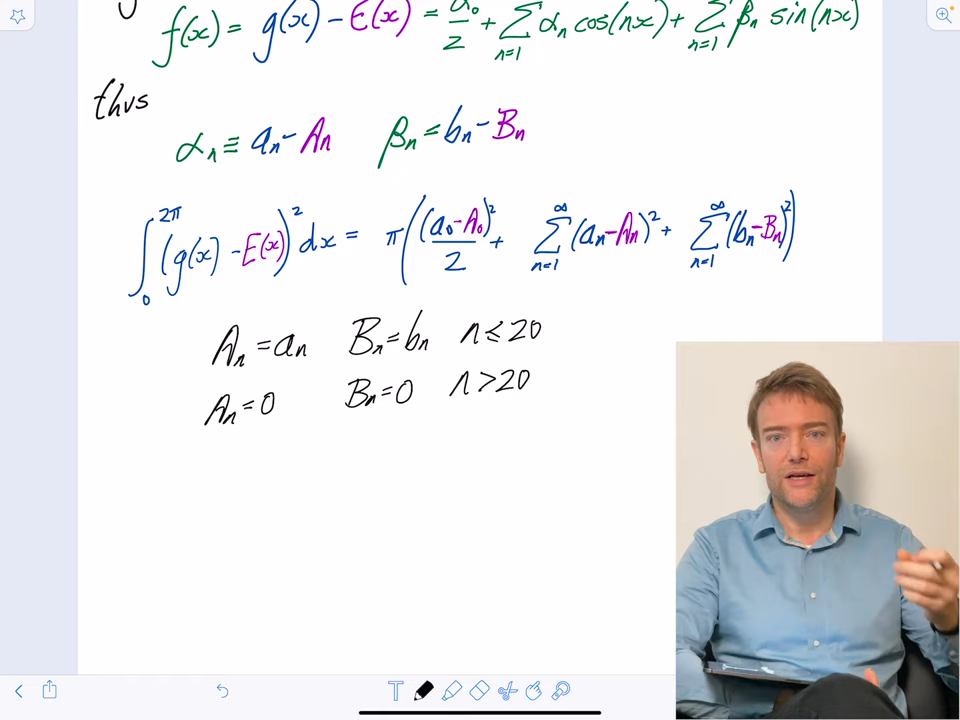 f(x) = g(x) - E(x) = α₀/2 + ∑_{n=1} αₙ cos(nx) + ∑_{n=1} βₙ sin(nx)
thus
αₙ ≡ aₙ - Aₙ βₙ = bₙ - Bₙ
∫₀^{2π} (g(x) - E(x))² dx = π((a₀ - A₀)²/2 + ∑_{n=1}^∞ (aₙ - Aₙ)² + ∑_{n=1}^∞ (bₙ - Bₙ)²)
Aₙ = aₙ Bₙ = bₙ n ≤ 20
Aₙ = 0 Bₙ = 0 n > 20
T